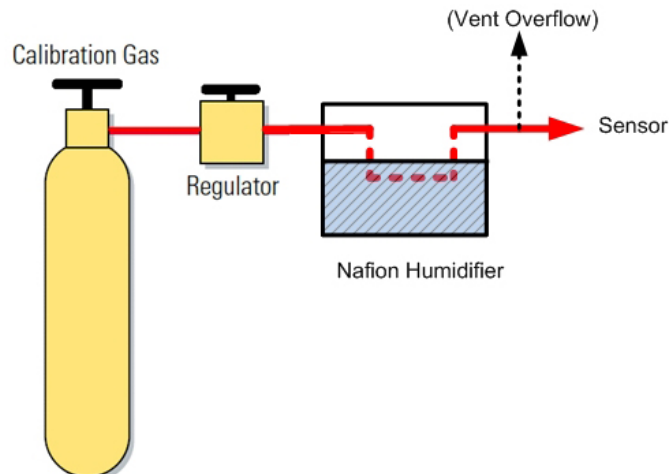 (Vent Overflow)
Calibration Gas
Sensor
Regulator
Nafion Humidifier